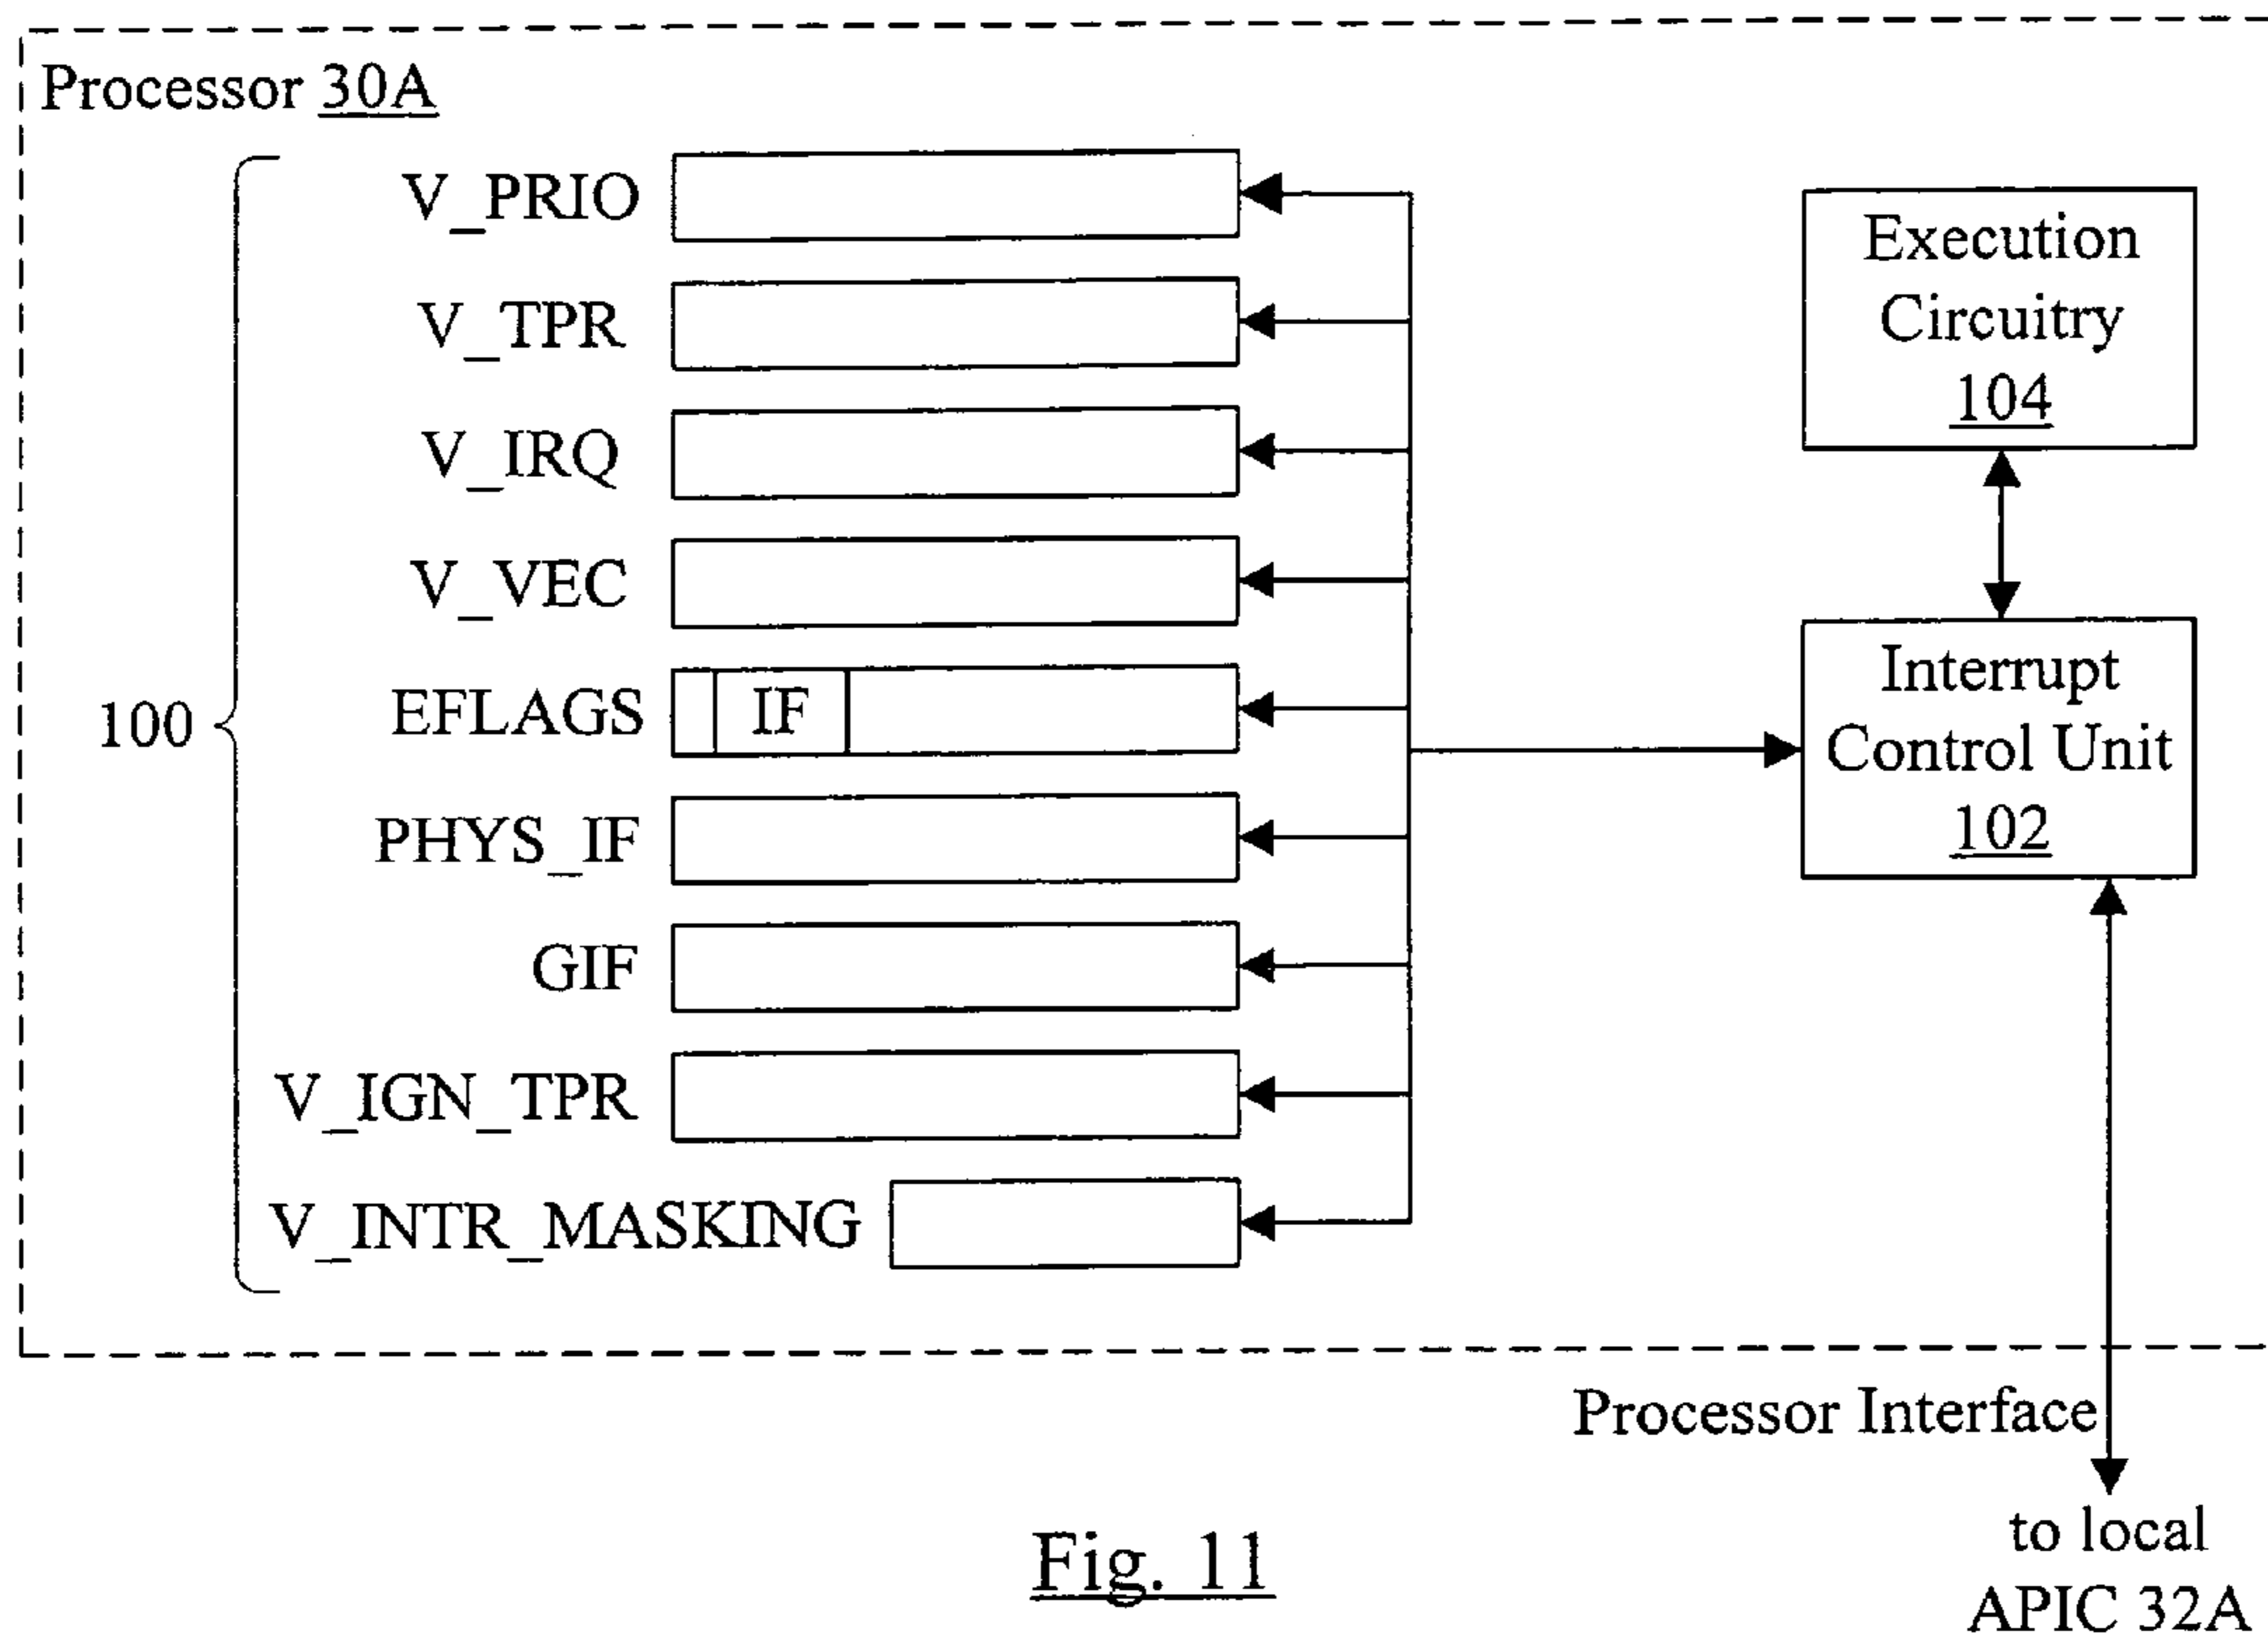 Processor 30A
V_PRIO
V_TPR
V_IRQ
V_VEC
EFLAGS
IF
PHYS_IF
GIF
V_IGN_TPR
V_INTR_MASKING
100
Execution
Circuitry
104
Interrupt
Control Unit
102
Processor Interface
to local
APIC 32A
Fig. 11